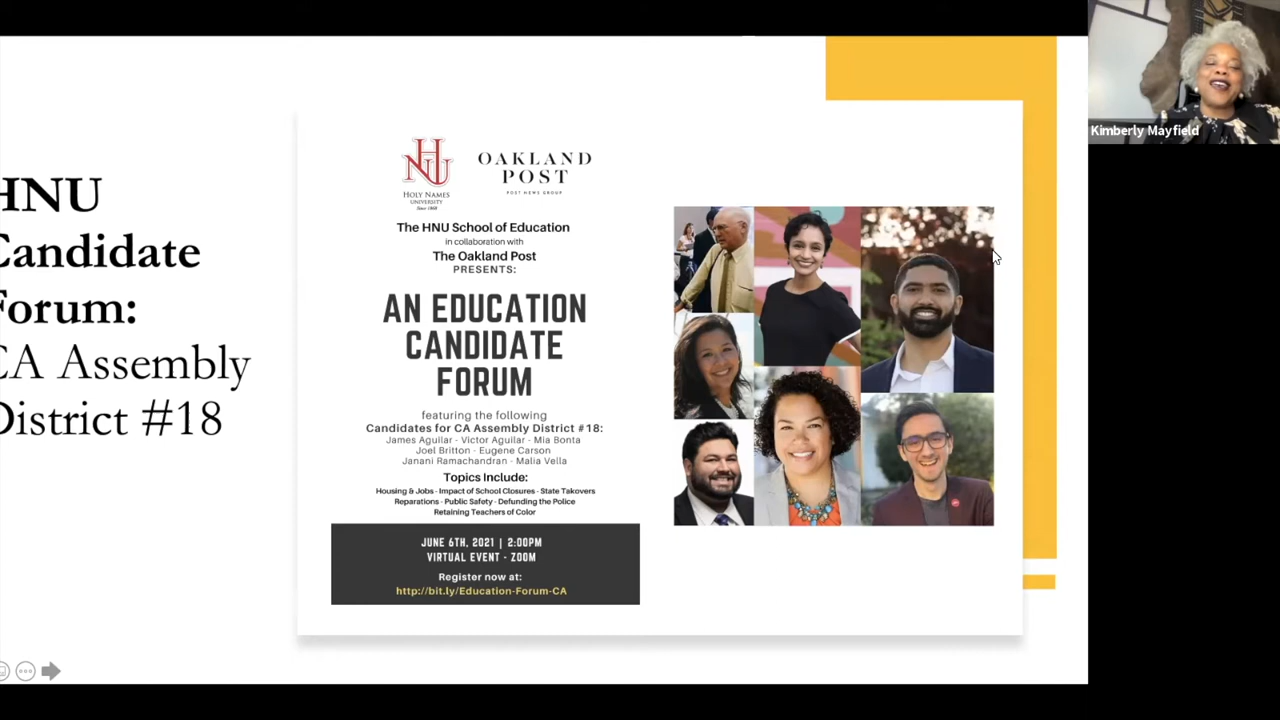 HNU
Candidate
Forum:
CA Assembly
District #18
HNU
HOLY NAMES
UNIVERSITY
Since 1868
OAKLAND
POST
POST NEWS GROUP
The HNU School of Education
in collaboration with
The Oakland Post
PRESENTS:
AN EDUCATION
CANDIDATE
FORUM
featuring the following
Candidates for CA Assembly District #18:
James Aguilar - Victor Aguilar - Mia Bonta
Joel Britton - Eugene Carson
Janani Ramachandran - Malia Vella
Topics Include:
Housing & Jobs - Impact of School Closures - State Takovers
Reparations - Public Safety - Defunding the Police
Retaining Teachers of Color
JUNE 6TH, 2021 | 2:00PM
VIRTUAL EVENT - ZOOM
Register now at:
http://bit.ly/Education-Forum-CA
Kimberly Mayfield